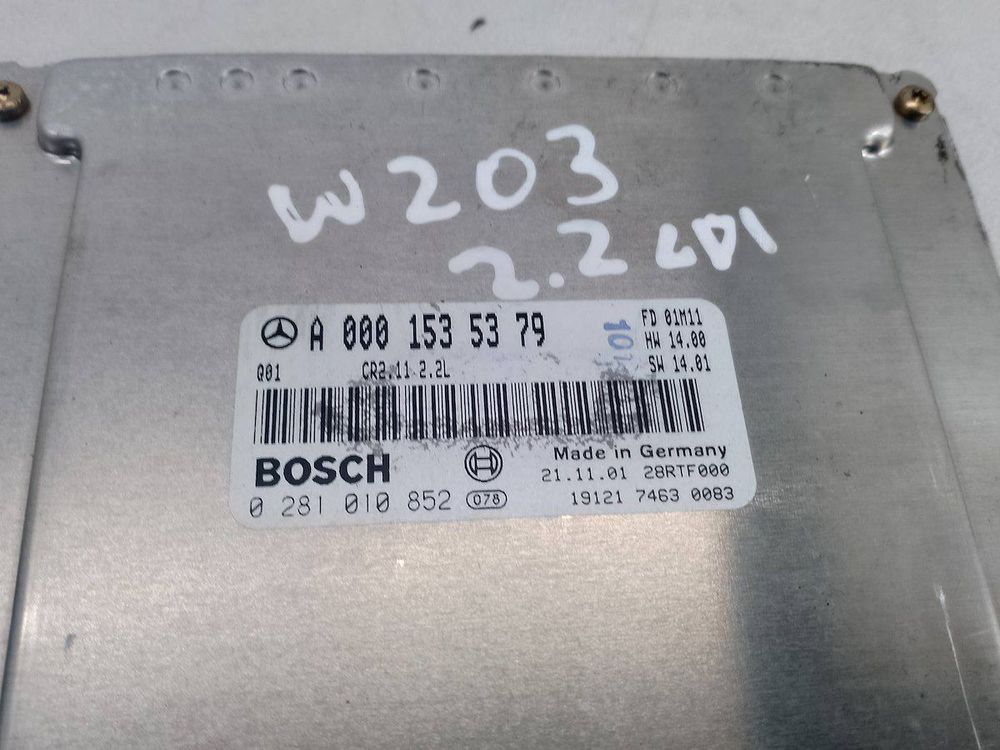 W203
2.2 CDI
A 000 153 53 79
FD 01M11
HW 14.00
Q01 CR2.11 2.2L
SW 14.01
BOSCH
Made in Germany
21.11.01 28RTF000
0 281 010 852 078
19121 7463 0083